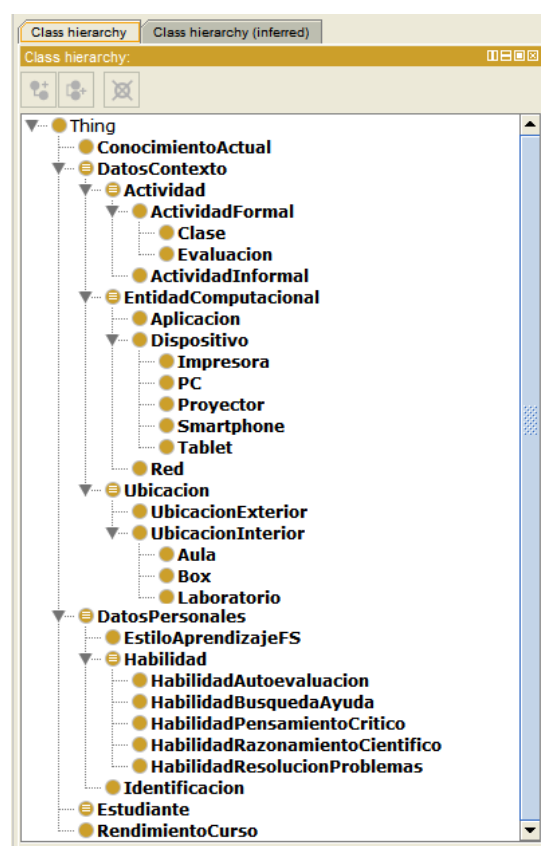 Class hierarchy Class hierarchy (inferred)
Class hierarchy:
Thing
ConocimientoActual
DatosContexto
Actividad
ActividadFormal
Clase
Evaluacion
ActividadInformal
EntidadComputacional
Aplicacion
Dispositivo
Impresora
PC
Proyector
Smartphone
Tablet
Red
Ubicacion
UbicacionExterior
UbicacionInterior
Aula
Box
Laboratorio
DatosPersonales
EstiloAprendizajeFS
Habilidad
HabilidadAutoevaluacion
HabilidadBusquedaAyuda
HabilidadPensamientoCritico
HabilidadRazonamientoCientifico
HabilidadResolucionProblemas
Identificacion
Estudiante
RendimientoCurso